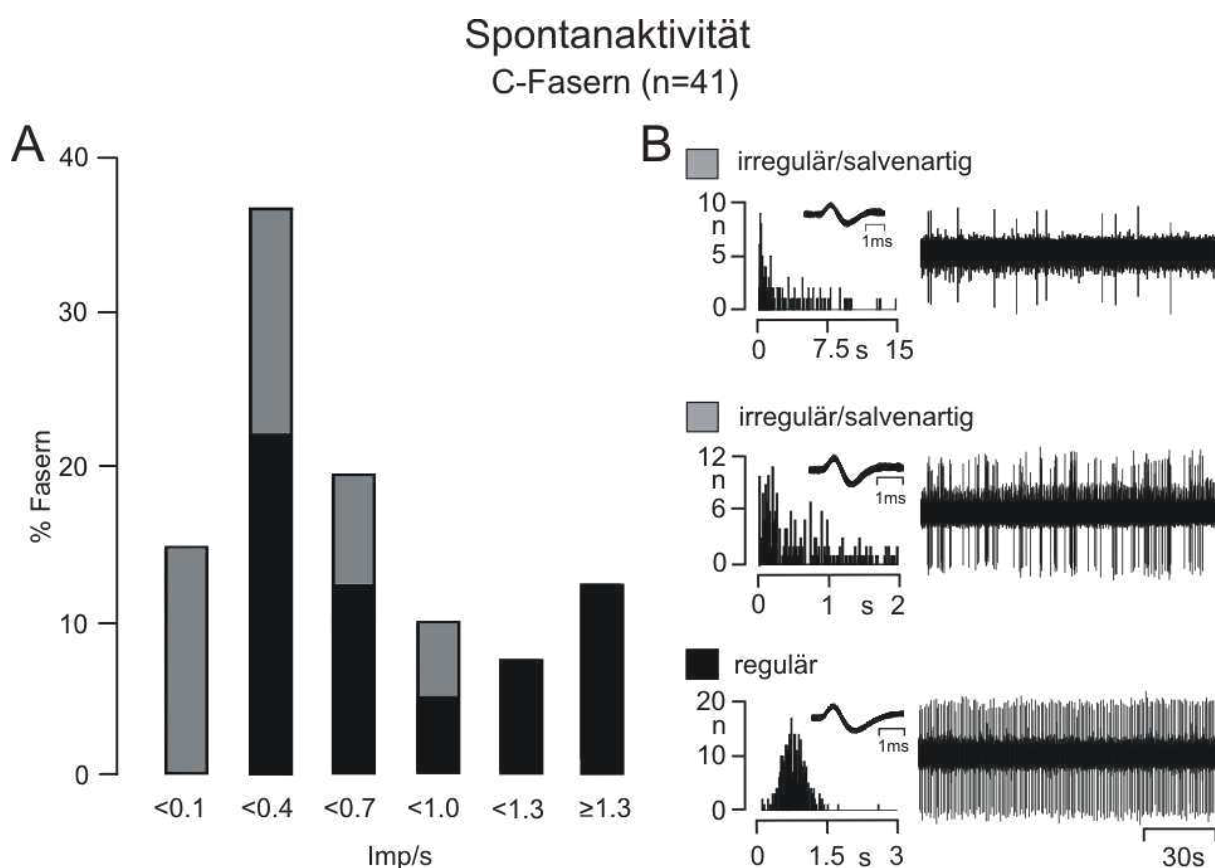 Spontanaktivität
C-Fasern (n=41)
A
40
30
20
10
0
% Fasern
<0.1 <0.4 <0.7 <1.0 <1.3 ≥1.3
Imp/s
B
irregulär/salvenartig
10
n
5
0
1ms
0 7.5 s 15
irregulär/salvenartig
12
n
6
0
1ms
0 1 s 2
regulär
20
n
10
0
1ms
0 1.5 s 3
30s